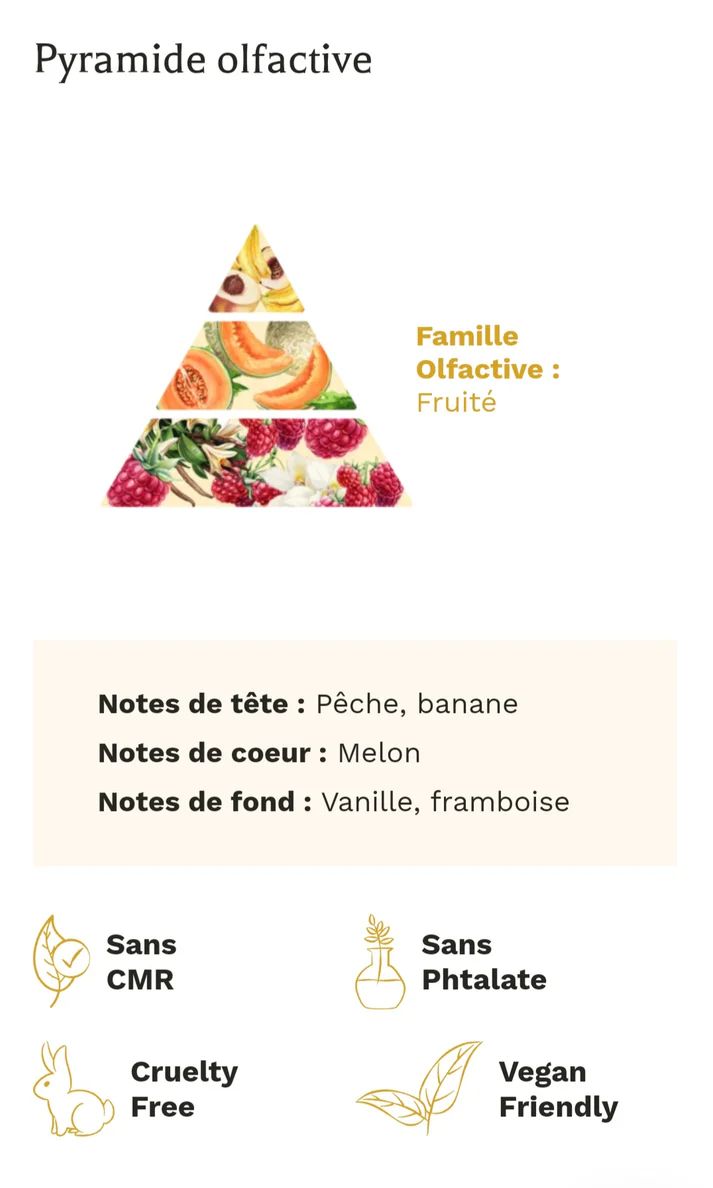 Pyramide olfactive
Famille
Olfactive :
Fruité
Notes de tête : Pêche, banane
Notes de coeur : Melon
Notes de fond : Vanille, framboise
Sans
CMR
Sans
Phtalate
Cruelty
Free
Vegan
Friendly